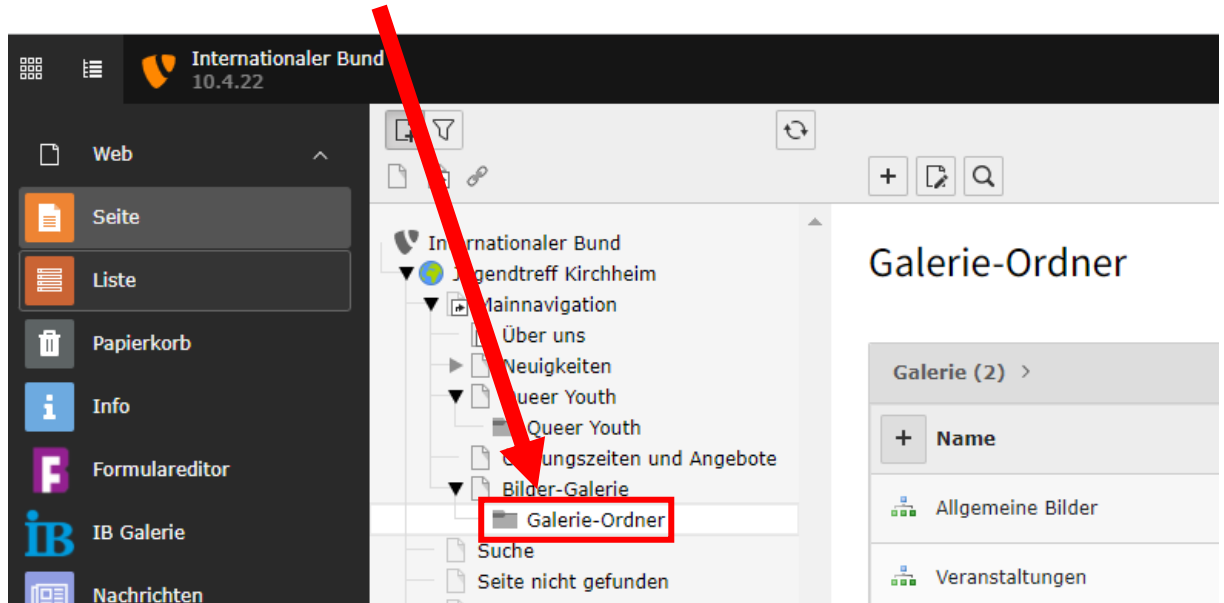 Internationaler Bund
10.4.22
Web
Seite
Liste
Papierkorb
Info
Formulareditor
IB Galerie
Nachrichten
Internationaler Bund
Jugendtreff Kirchheim
Mainnavigation
Über uns
Neuigkeiten
Queer Youth
Queer Youth
Öffnungszeiten und Angebote
Bilder-Galerie
Galerie-Ordner
Suche
Seite nicht gefunden
Galerie-Ordner
Galerie (2)
Name
Allgemeine Bilder
Veranstaltungen